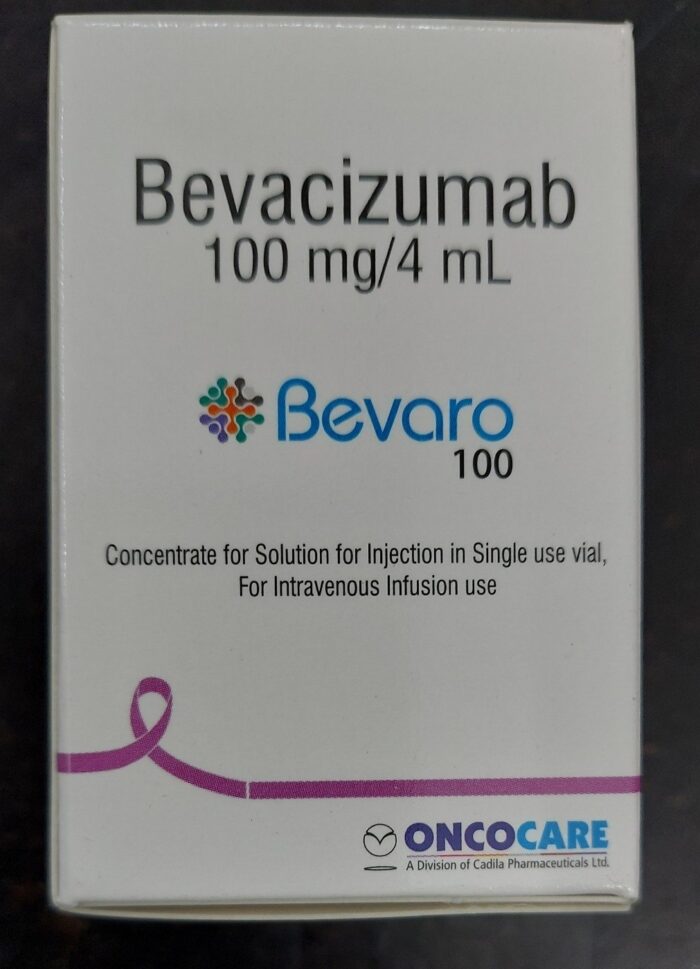 Bevacizumab
100 mg/4 mL
Bevaro
100
Concentrate for Solution for Injection in Single use vial,
For Intravenous Infusion use
ONCOCARE
A Division of Cadila Pharmaceuticals Ltd.